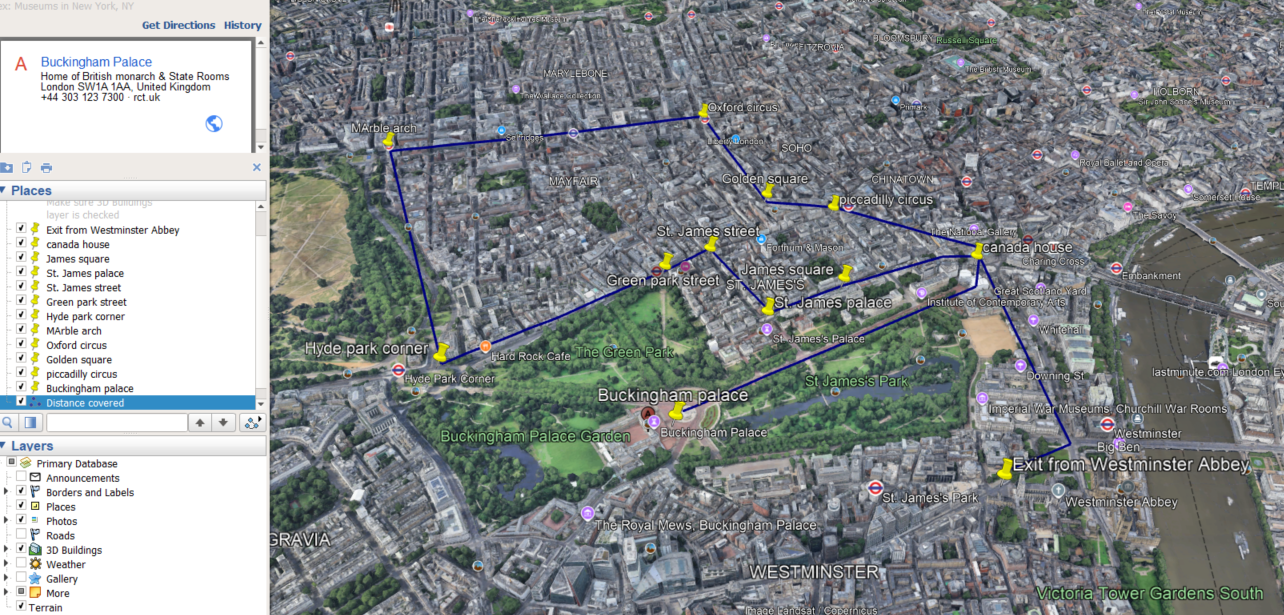 ex: Museums in New York, NY
Get Directions History
A
Buckingham Palace
Home of British monarch & State Rooms
London SW1A 1AA, United Kingdom
+44 303 123 7300 · rct.uk
Places
Make sure 3D Buildings
layer is checked
Exit from Westminster Abbey
canada house
James square
St. James palace
St. James street
Green park street
Hyde park corner
MArble arch
Oxford circus
Golden square
piccadilly circus
Buckingham palace
Distance covered
Layers
Primary Database
Announcements
Borders and Labels
Places
Photos
Roads
3D Buildings
Weather
Gallery
More
Terrain
BLOOMSBURY
Russell Square
FITZROVIA
MARYLEBONE
The British Museum
The Wallace Collection
HOLBORN
Sir John Soane's Museum
Primark
Oxford circus
MArble arch
Selfridges
Liberty London
SOHO
Royal Ballet and Opera
MAYFAIR
Golden square
CHINATOWN
TEMPL
Somerset House
piccadilly circus
The Savoy
St. James street
The National Gallery
Fortnum & Mason
canada house
Charing Cross
James square
Embankment
Green park street
ST. JAMES'S
Great Scotland Yard
St. James palace
Institute of Contemporary Arts
Whitehall
St. James's Palace
Hyde park corner
Hard Rock Cafe
The Green Park
Hyde Park Corner
St James's Park
Downing St
lastminute.com London Ey
Buckingham palace
Imperial War Museums, Churchill War Rooms
Buckingham Palace
Westminster
Buckingham Palace Garden
Big Ben
Exit from Westminster Abbey
St. James's Park
Westminster Abbey
The Royal Mews, Buckingham Palace
GRAVIA
WESTMINSTER
Victoria Tower Gardens South
Image Landsat / Copernicus